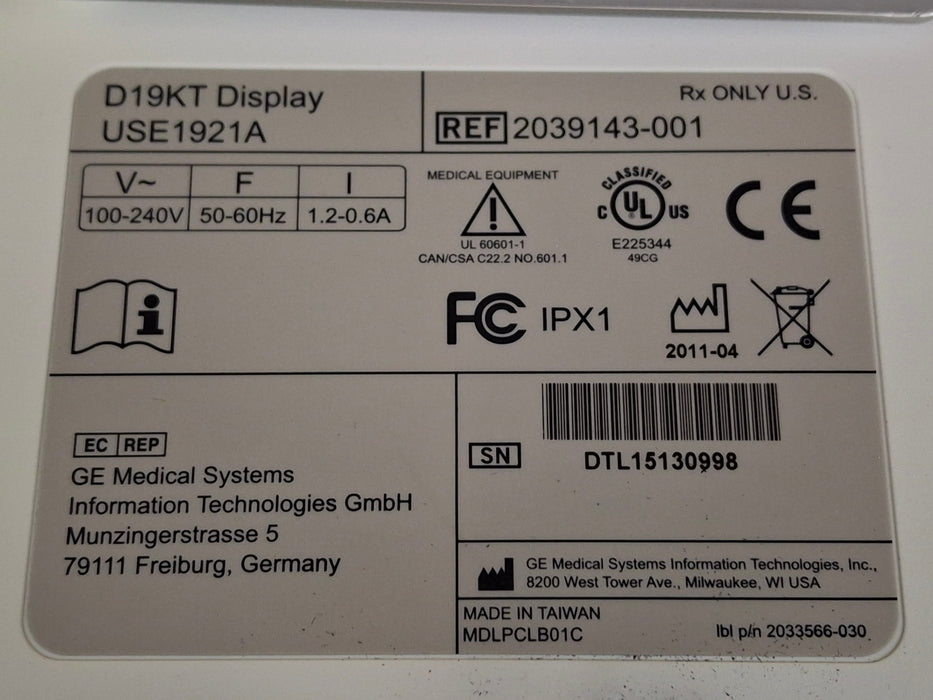 D19KT Display
USE1921A
Rx ONLY U.S.
REF 2039143-001
V~ F I
100-240V 50-60Hz 1.2-0.6A
MEDICAL EQUIPMENT
UL 60601-1
CAN/CSA C22.2 NO.601.1
CLASSIFIED
C UL US
E225344
49CG
CE
FC IPX1
2011-04
EC REP
GE Medical Systems
Information Technologies GmbH
Munzingerstrasse 5
79111 Freiburg, Germany
SN
DTL15130998
GE Medical Systems Information Technologies, Inc.,
8200 West Tower Ave., Milwaukee, WI USA
MADE IN TAIWAN
MDLPCLB01C
lbl p/n 2033566-030